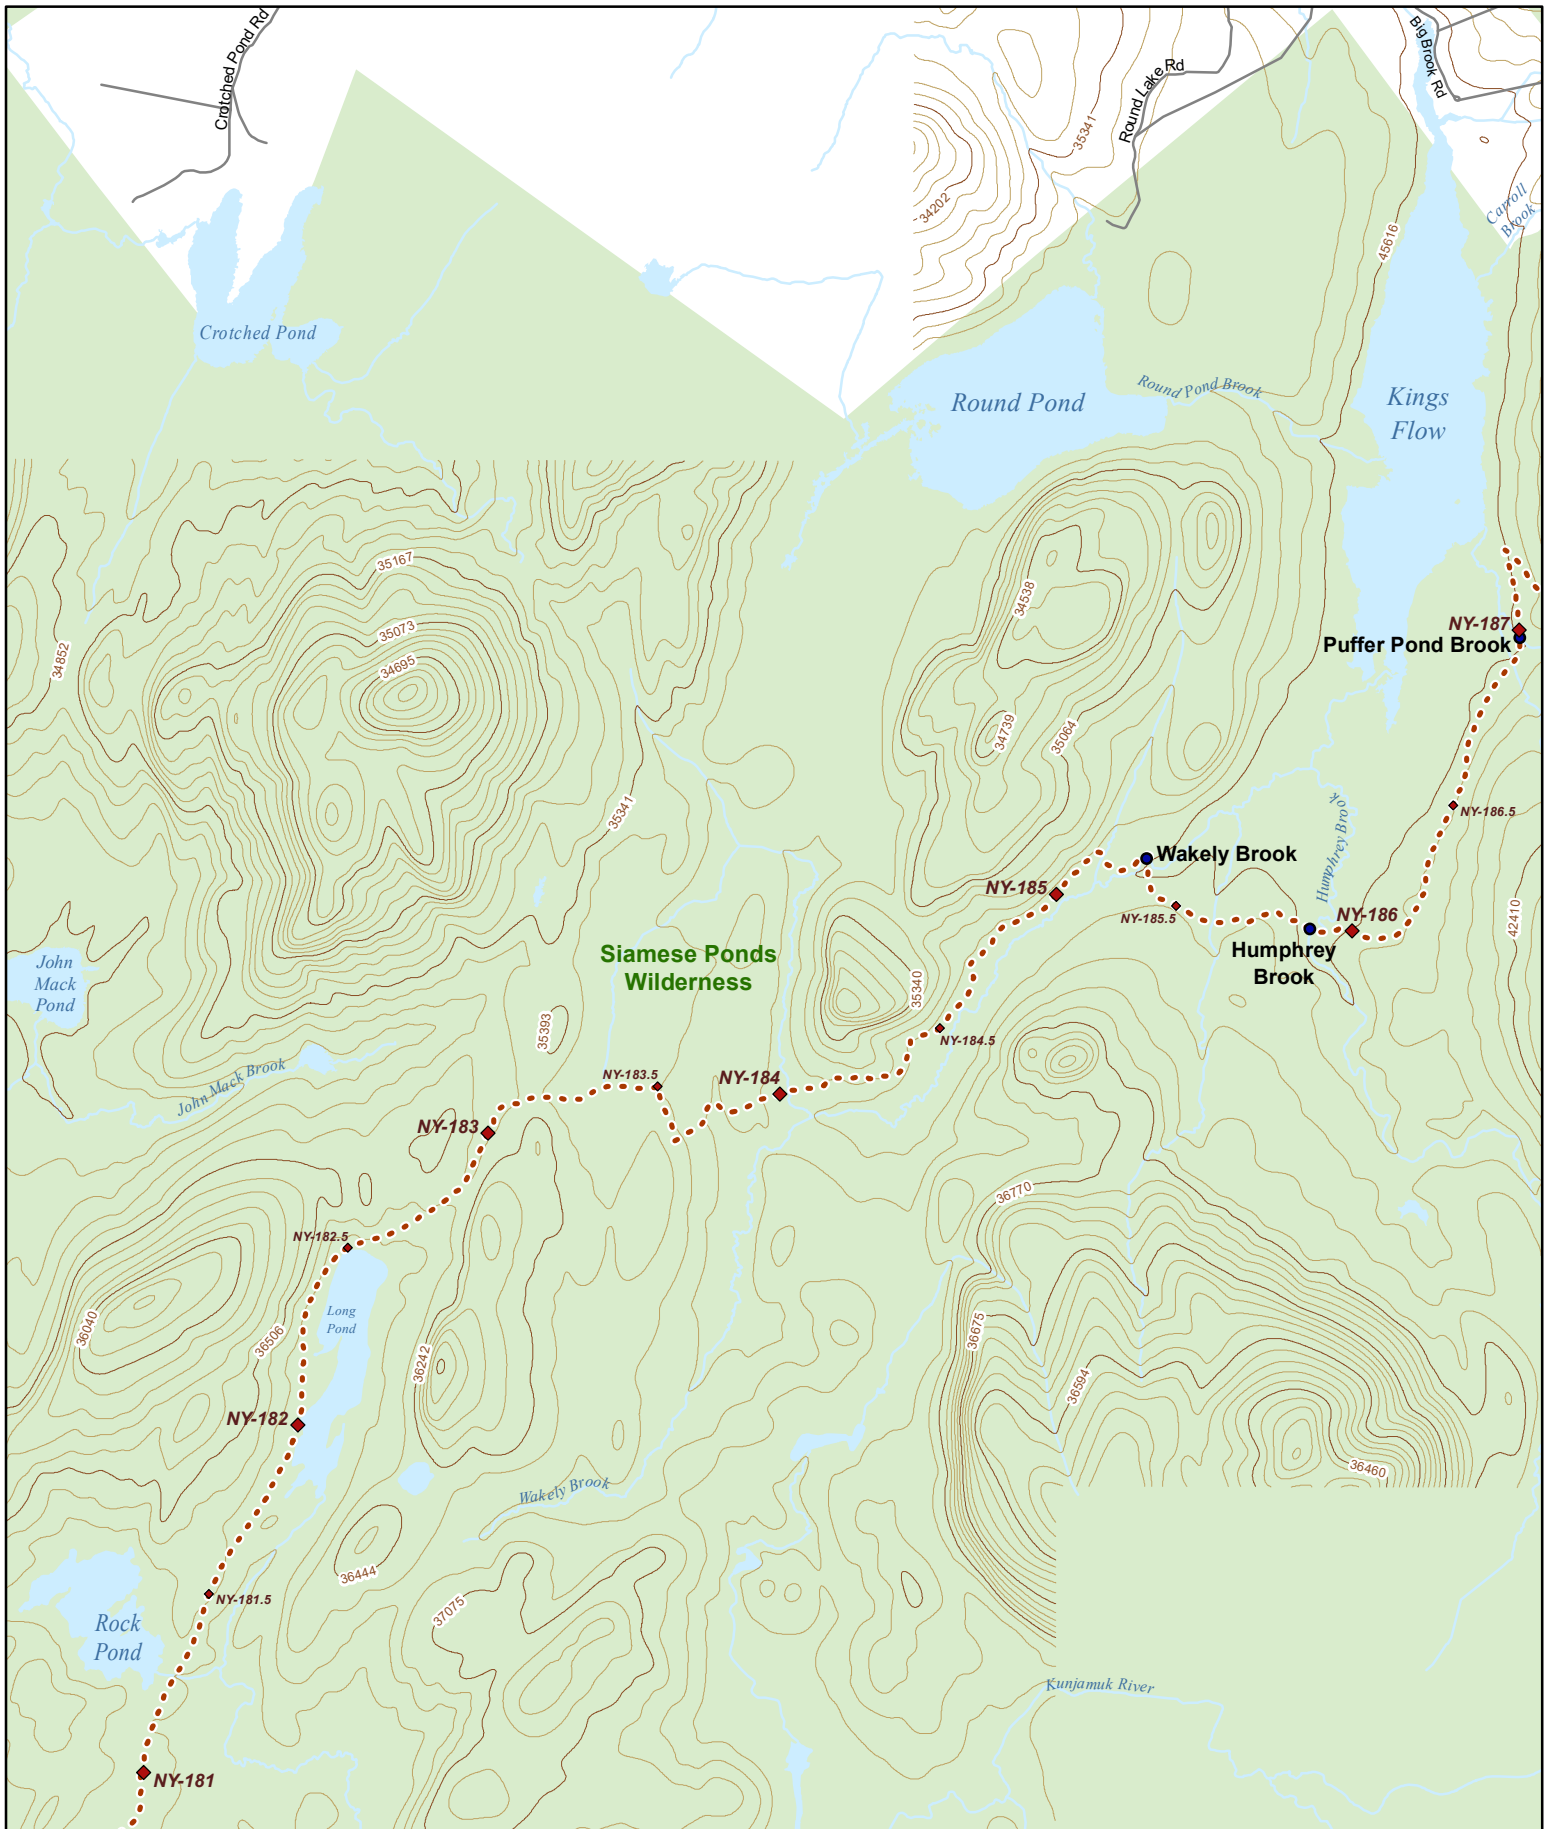 Crotched Pond Rd
Round Lake Rd
Big Brook Rd
35341
34202
Carroll
Brook
45616
Crotched Pond
Round Pond
Round Pond Brook
Kings
Flow
35167
34538
35073
34852
34695
NY-187
Puffer Pond Brook
34739
35064
35341
NY-186.5
Humphrey Brook
Wakely Brook
NY-185
NY-185.5
NY-186
42410
Humphrey
Brook
Siamese Ponds
Wilderness
John
Mack
Pond
35340
35393
NY-184.5
John Mack Brook
NY-183.5
NY-184
NY-183
36770
NY-182.5
Long
Pond
36040
36506
36242
36675
36594
NY-182
36460
Wakely Brook
36444
NY-181.5
37075
Rock
Pond
Kunjamuk River
NY-181